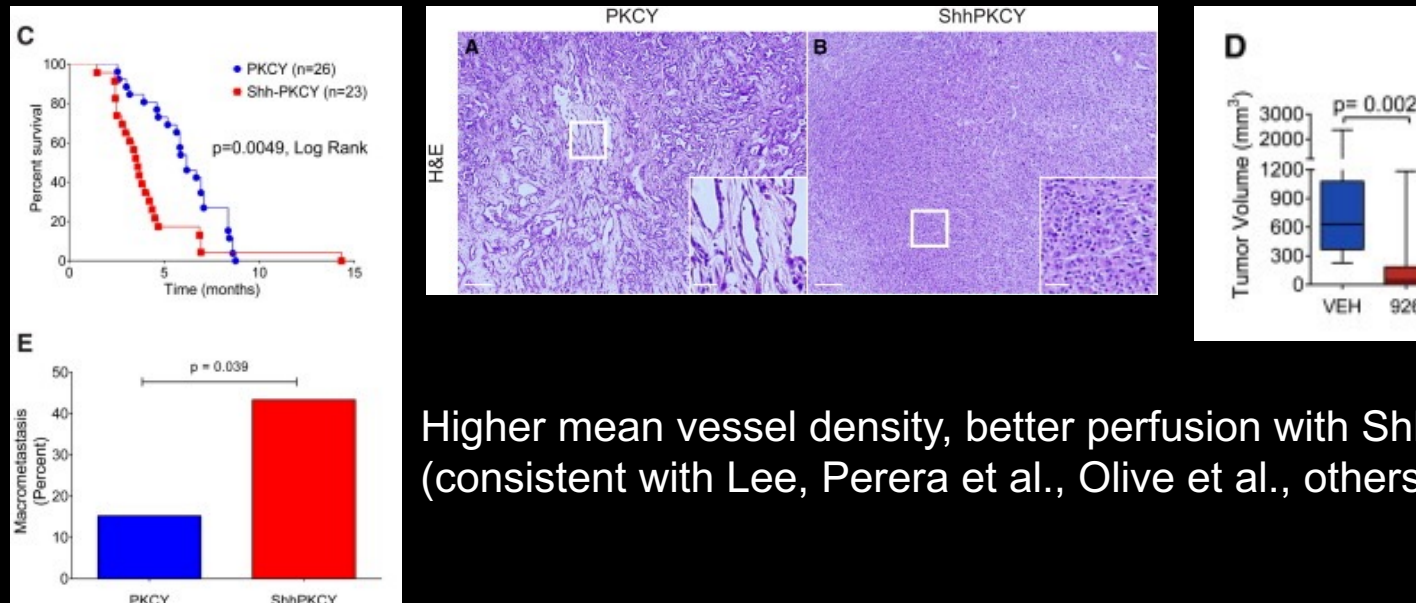 C
100
80
60
40
20
0
Percent survival
PKCY (n=26)
Shh-PKCY (n=23)
p=0.0049, Log Rank
0 5 10 15
Time (months)
PKCY ShhPKCY
H&E
A B
D
Tumor Volume (mm³)
3000
2000
1200
900
600
300
0
p= 0.002
VEH 926
E
Macrometastasis
(Percent)
50
40
30
20
10
0
p = 0.039
PKCY ShhPKCY
Higher mean vessel density, better perfusion with Sh
(consistent with Lee, Perera et al., Olive et al., others